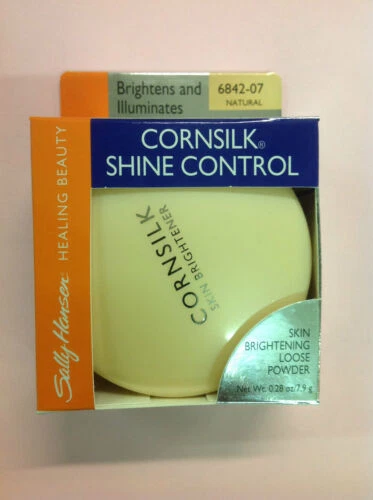 Brightens and
Illuminates
6842-07
NATURAL
CORNSILK®
SHINE CONTROL
Sally Hansen® HEALING BEAUTY
CORNSILK
SKIN BRIGHTENER
SKIN
BRIGHTENING
LOOSE
POWDER
Net Wt. 0.28 oz/7.9 g